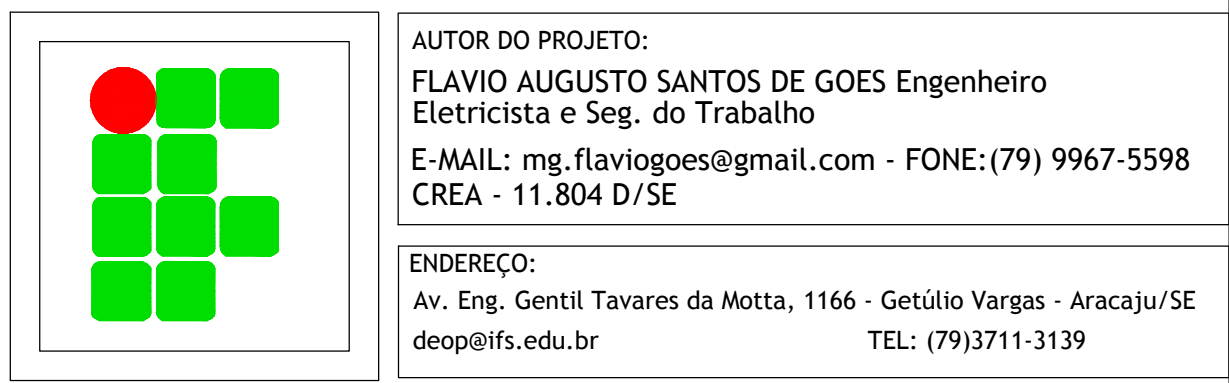 AUTOR DO PROJETO:
FLAVIO AUGUSTO SANTOS DE GOES Engenheiro
Eletricista e Seg. do Trabalho
E-MAIL: mg.flaviogoes@gmail.com - FONE:(79) 9967-5598
CREA - 11.804 D/SE
ENDEREÇO:
Av. Eng. Gentil Tavares da Motta, 1166 - Getúlio Vargas - Aracaju/SE
deop@ifs.edu.br TEL: (79)3711-3139